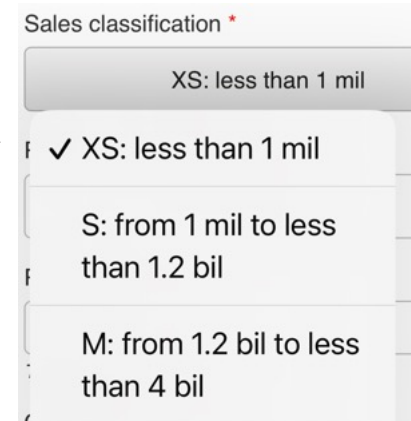 Sales classification *
XS: less than 1 mil
✓ XS: less than 1 mil
S: from 1 mil to less
than 1.2 bil
M: from 1.2 bil to less
than 4 bil